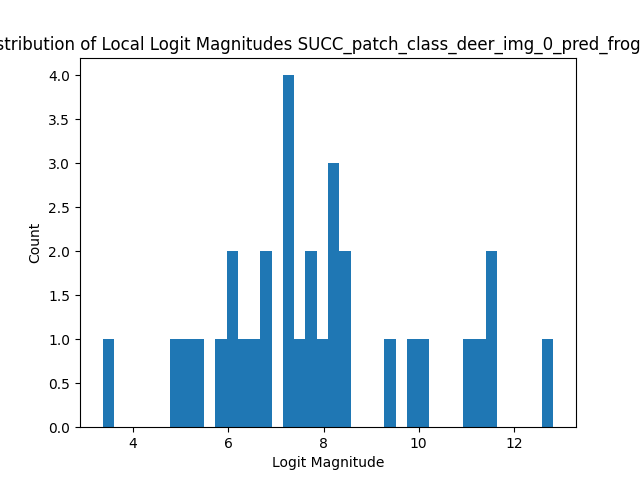 stribution of Local Logit Magnitudes SUCC_patch_class_deer_img_0_pred_frog
4.0
3.5
3.0
2.5
2.0
1.5
1.0
0.5
0.0
Count
4 6 8 10 12
Logit Magnitude